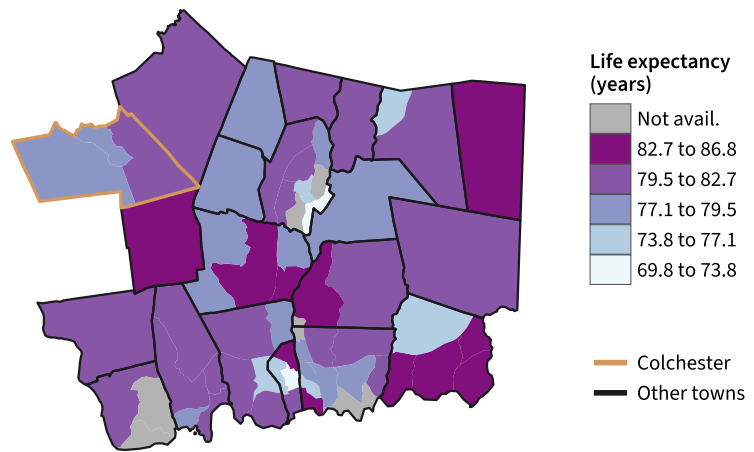 Life expectancy
(years)
Not avail.
82.7 to 86.8
79.5 to 82.7
77.1 to 79.5
73.8 to 77.1
69.8 to 73.8
Colchester
Other towns